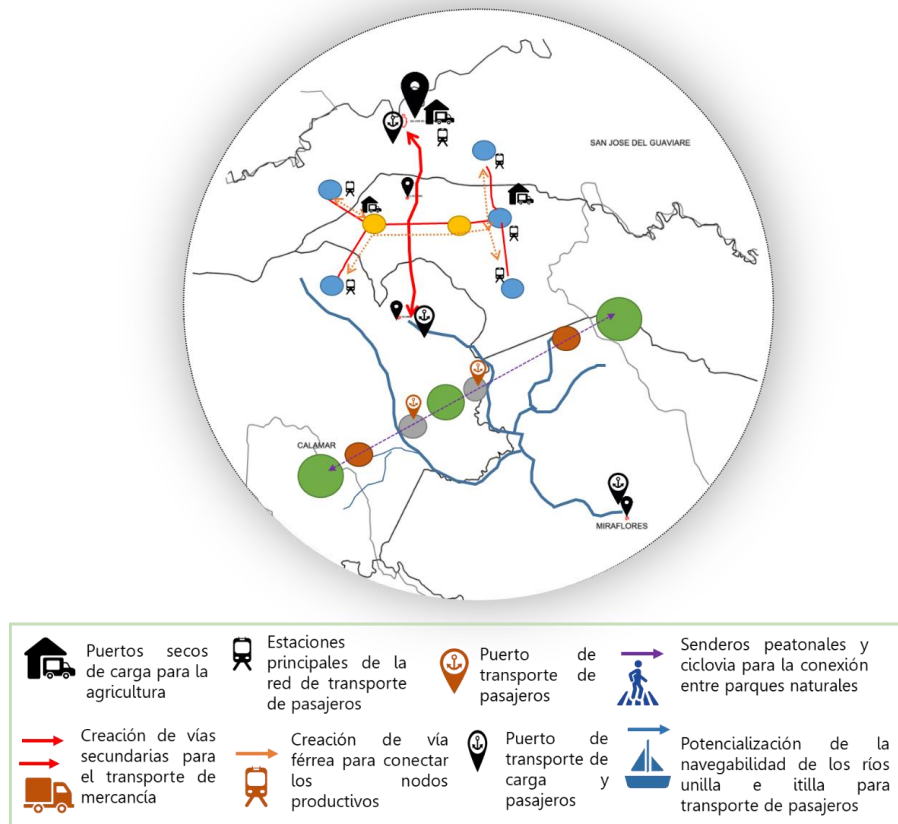 SAN JOSE DEL GUAVIARE
CALAMAR
MIRAFLORES
Puertos secos
de carga para la
agricultura
Estaciones
principales de la
red de transporte
de pasajeros
Puerto de
transporte de
pasajeros
Senderos peatonales y
ciclovia para la conexión
entre parques naturales
Creación de vías
secundarias para
el transporte de
mercancía
Creación de vía
férrea para conectar
los nodos
productivos
Puerto de
transporte de
carga y
pasajeros
Potencialización de la
navegabilidad de los ríos
unilla e itilla para
transporte de pasajeros